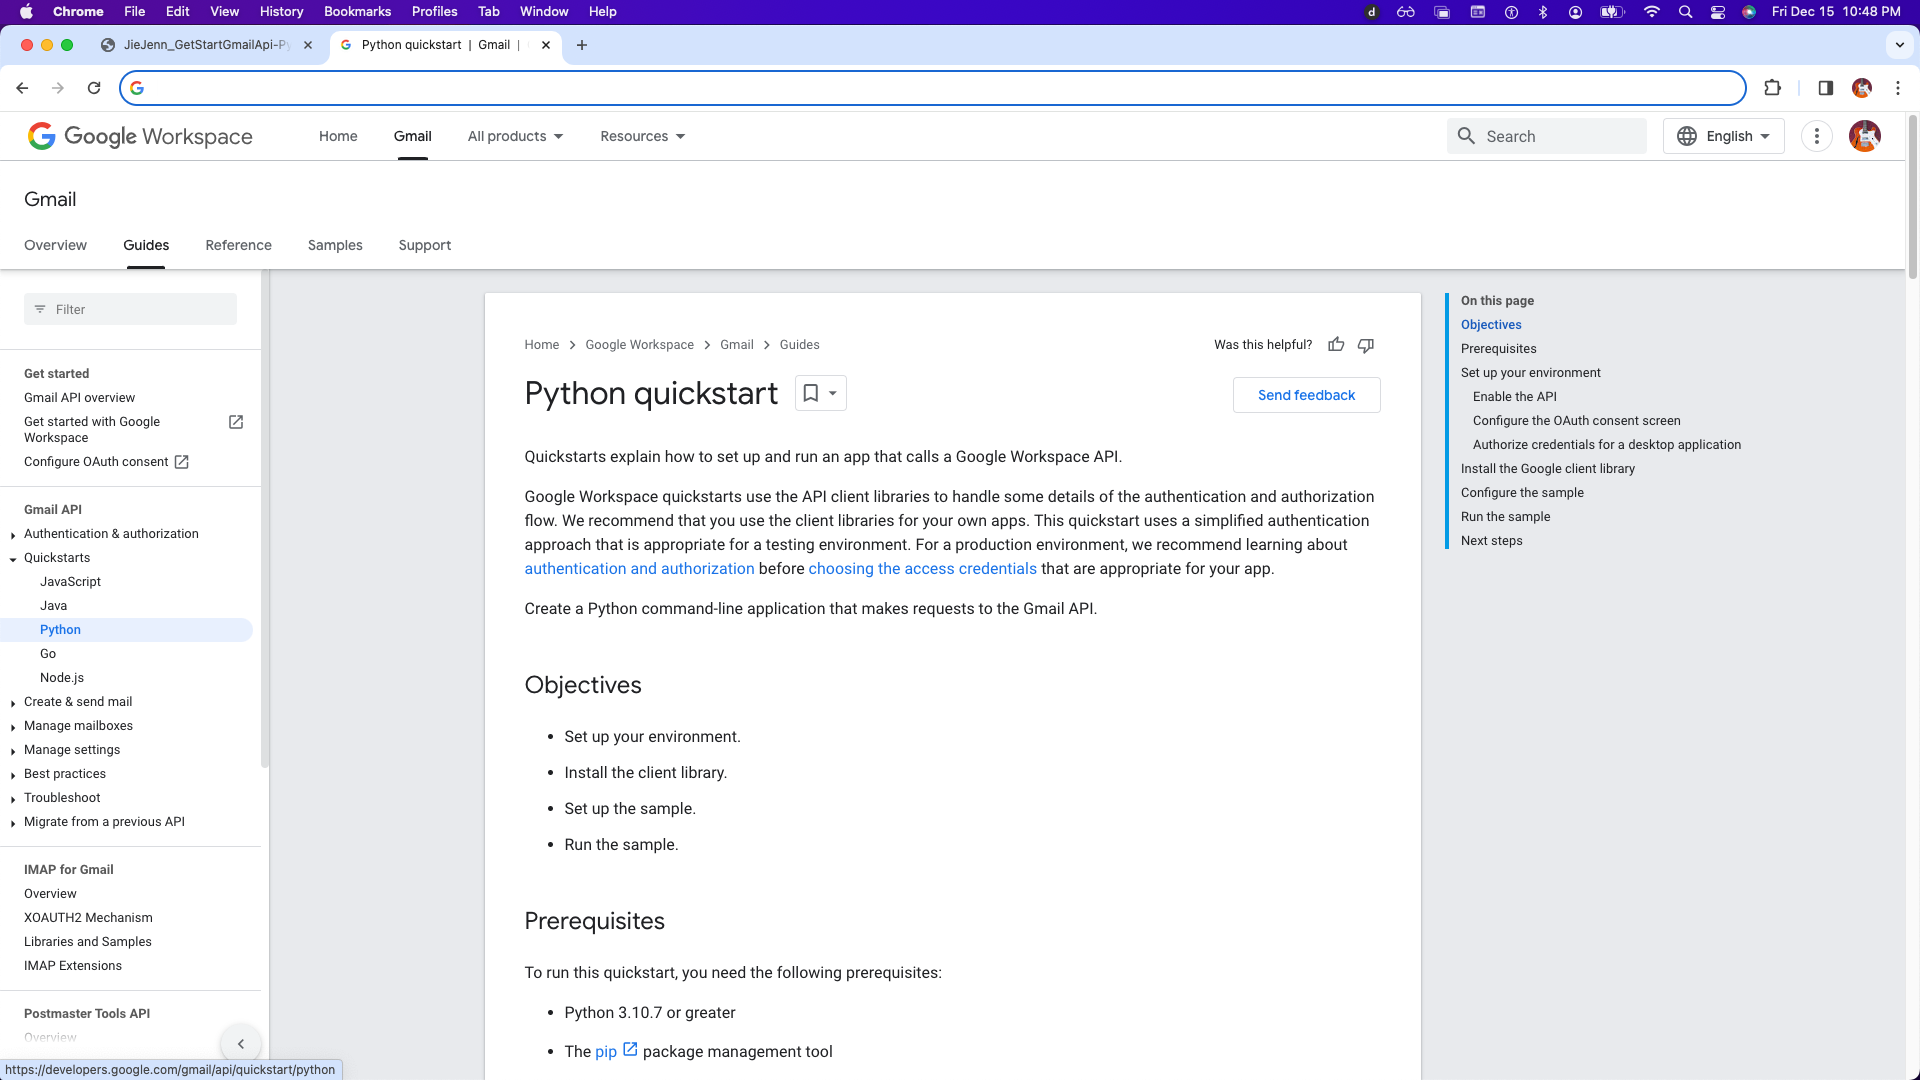 Chrome File Edit View History Bookmarks Profiles Tab Window Help
Fri Dec 15 10:48 PM
JieJenn_GetStartGmailApi-P
Python quickstart | Gmail |
Google Workspace Home Gmail All products Resources
Search
English
Gmail
Overview Guides Reference Samples Support
Filter
Get started
Gmail API overview
Get started with Google
Workspace
Configure OAuth consent
Gmail API
Authentication & authorization
Quickstarts
JavaScript
Java
Python
Go
Node.js
Create & send mail
Manage mailboxes
Manage settings
Best practices
Troubleshoot
Migrate from a previous API
IMAP for Gmail
Overview
XOAUTH2 Mechanism
Libraries and Samples
IMAP Extensions
Postmaster Tools API
Overview
https://developers.google.com/gmail/api/quickstart/python
Home > Google Workspace > Gmail > Guides
Was this helpful?
Python quickstart
Send feedback
Quickstarts explain how to set up and run an app that calls a Google Workspace API.
Google Workspace quickstarts use the API client libraries to handle some details of the authentication and authorization
flow. We recommend that you use the client libraries for your own apps. This quickstart uses a simplified authentication
approach that is appropriate for a testing environment. For a production environment, we recommend learning about
authentication and authorization before choosing the access credentials that are appropriate for your app.
Create a Python command-line application that makes requests to the Gmail API.
Objectives
• Set up your environment.
• Install the client library.
• Set up the sample.
• Run the sample.
Prerequisites
To run this quickstart, you need the following prerequisites:
• Python 3.10.7 or greater
• The pip package management tool
On this page
Objectives
Prerequisites
Set up your environment
Enable the API
Configure the OAuth consent screen
Authorize credentials for a desktop application
Install the Google client library
Configure the sample
Run the sample
Next steps